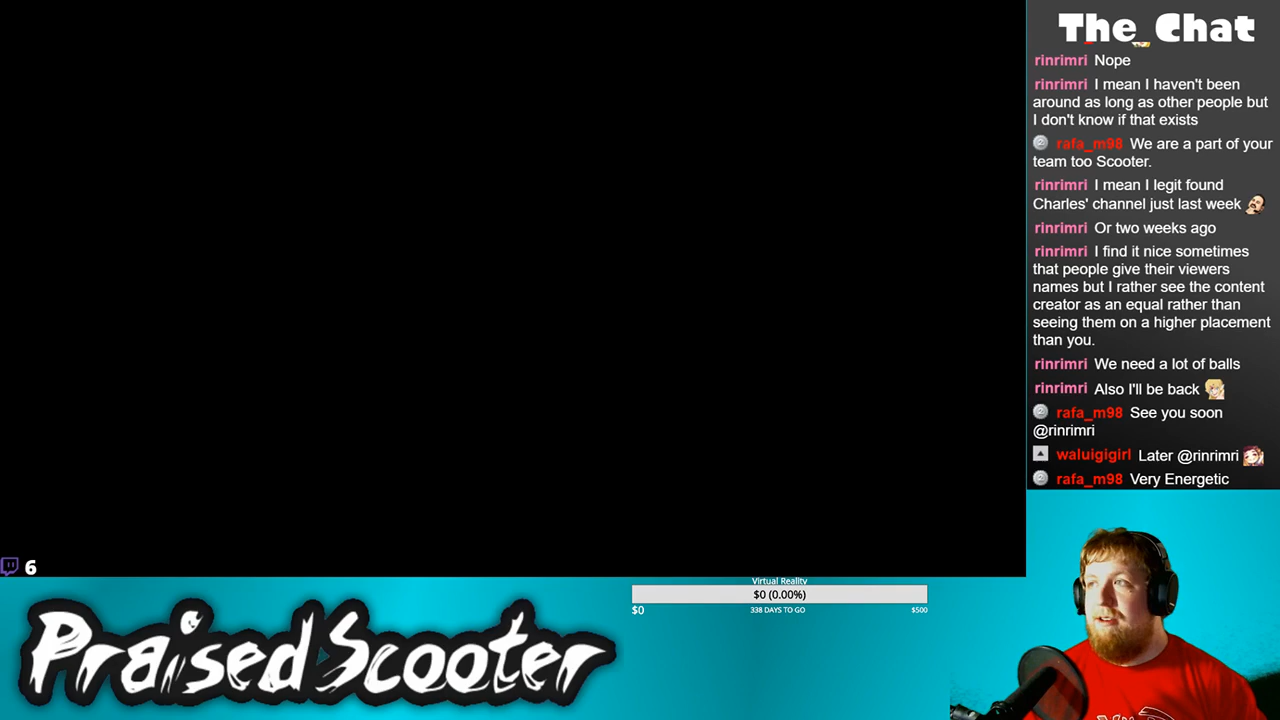 The Chat
rinrimri Nope
rinrimri I mean I haven't been
around as long as other people but
I don't know if that exists
rafa_m98 We are a part of your
team too Scooter.
rinrimri I mean I legit found
Charles' channel just last week
rinrimri Or two weeks ago
rinrimri I find it nice sometimes
that people give their viewers
names but I rather see the content
creator as an equal rather than
seeing them on a higher placement
than you.
rinrimri We need a lot of balls
rinrimri Also I'll be back
rafa_m98 See you soon
@rinrimri
waluigigirl Later @rinrimri
rafa_m98 Very Energetic
6
Virtual Reality
$0 (0.00%)
$0 338 DAYS TO GO $500
PraisedScooter